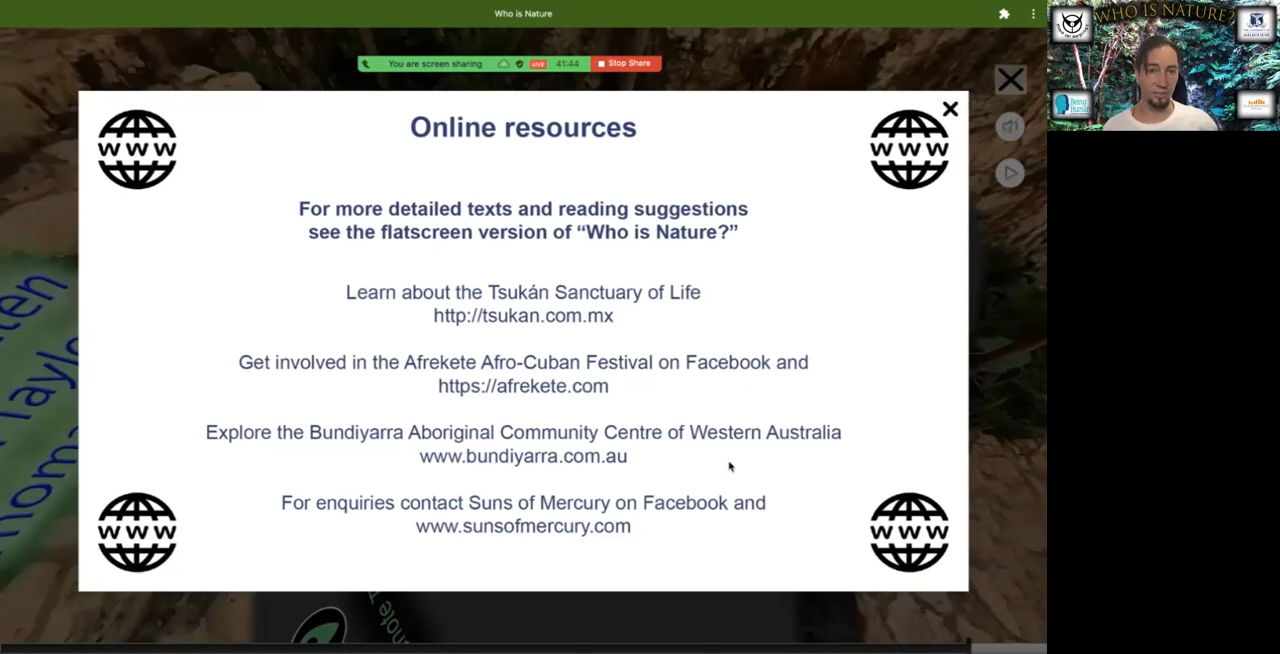 Who is Nature
You are screen sharing LIVE 41:44 Stop Share
WHO IS NATURE?
Being Human
MELBOURNE
WWW
WWW
Online resources
For more detailed texts and reading suggestions
see the flatscreen version of “Who is Nature?”
Learn about the Tsukán Sanctuary of Life
http://tsukan.com.mx
Get involved in the Afrekete Afro-Cuban Festival on Facebook and
https://afrekete.com
Explore the Bundiyarra Aboriginal Community Centre of Western Australia
www.bundiyarra.com.au
For enquiries contact Suns of Mercury on Facebook and
www.sunsofmercury.com
WWW
WWW